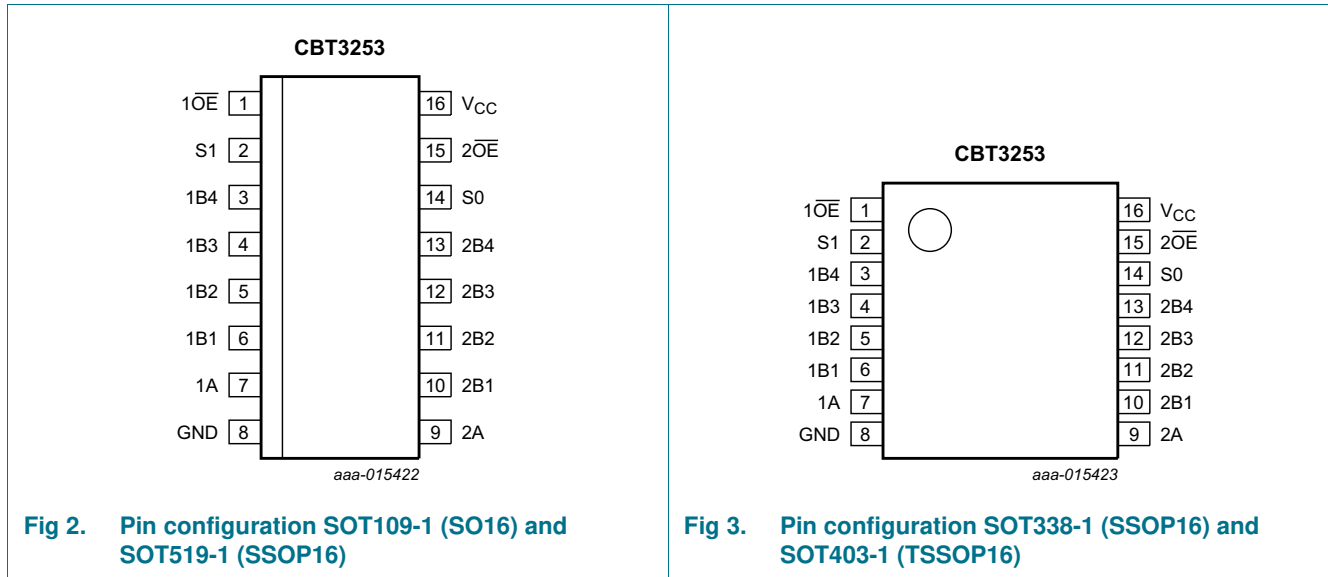 CBT3253
1OE 1 16 VCC
S1 2 15 2OE
1B4 3 14 S0
1B3 4 13 2B4
1B2 5 12 2B3
1B1 6 11 2B2
1A 7 10 2B1
GND 8 9 2A
aaa-015422
Fig 2. Pin configuration SOT109-1 (SO16) and
SOT519-1 (SSOP16)
CBT3253
1OE 1 16 VCC
S1 2 15 2OE
1B4 3 14 S0
1B3 4 13 2B4
1B2 5 12 2B3
1B1 6 11 2B2
1A 7 10 2B1
GND 8 9 2A
aaa-015423
Fig 3. Pin configuration SOT338-1 (SSOP16) and
SOT403-1 (TSSOP16)